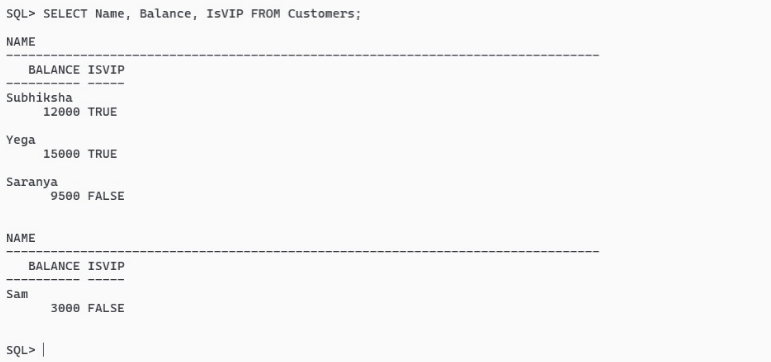 SQL> SELECT Name, Balance, IsVIP FROM Customers;
NAME
--------------------------------------------------------------------------------
   BALANCE ISVIP
---------- -----
Subhiksha
     12000 TRUE
Yega
     15000 TRUE
Saranya
      9500 FALSE
NAME
--------------------------------------------------------------------------------
   BALANCE ISVIP
---------- -----
Sam
      3000 FALSE
SQL>